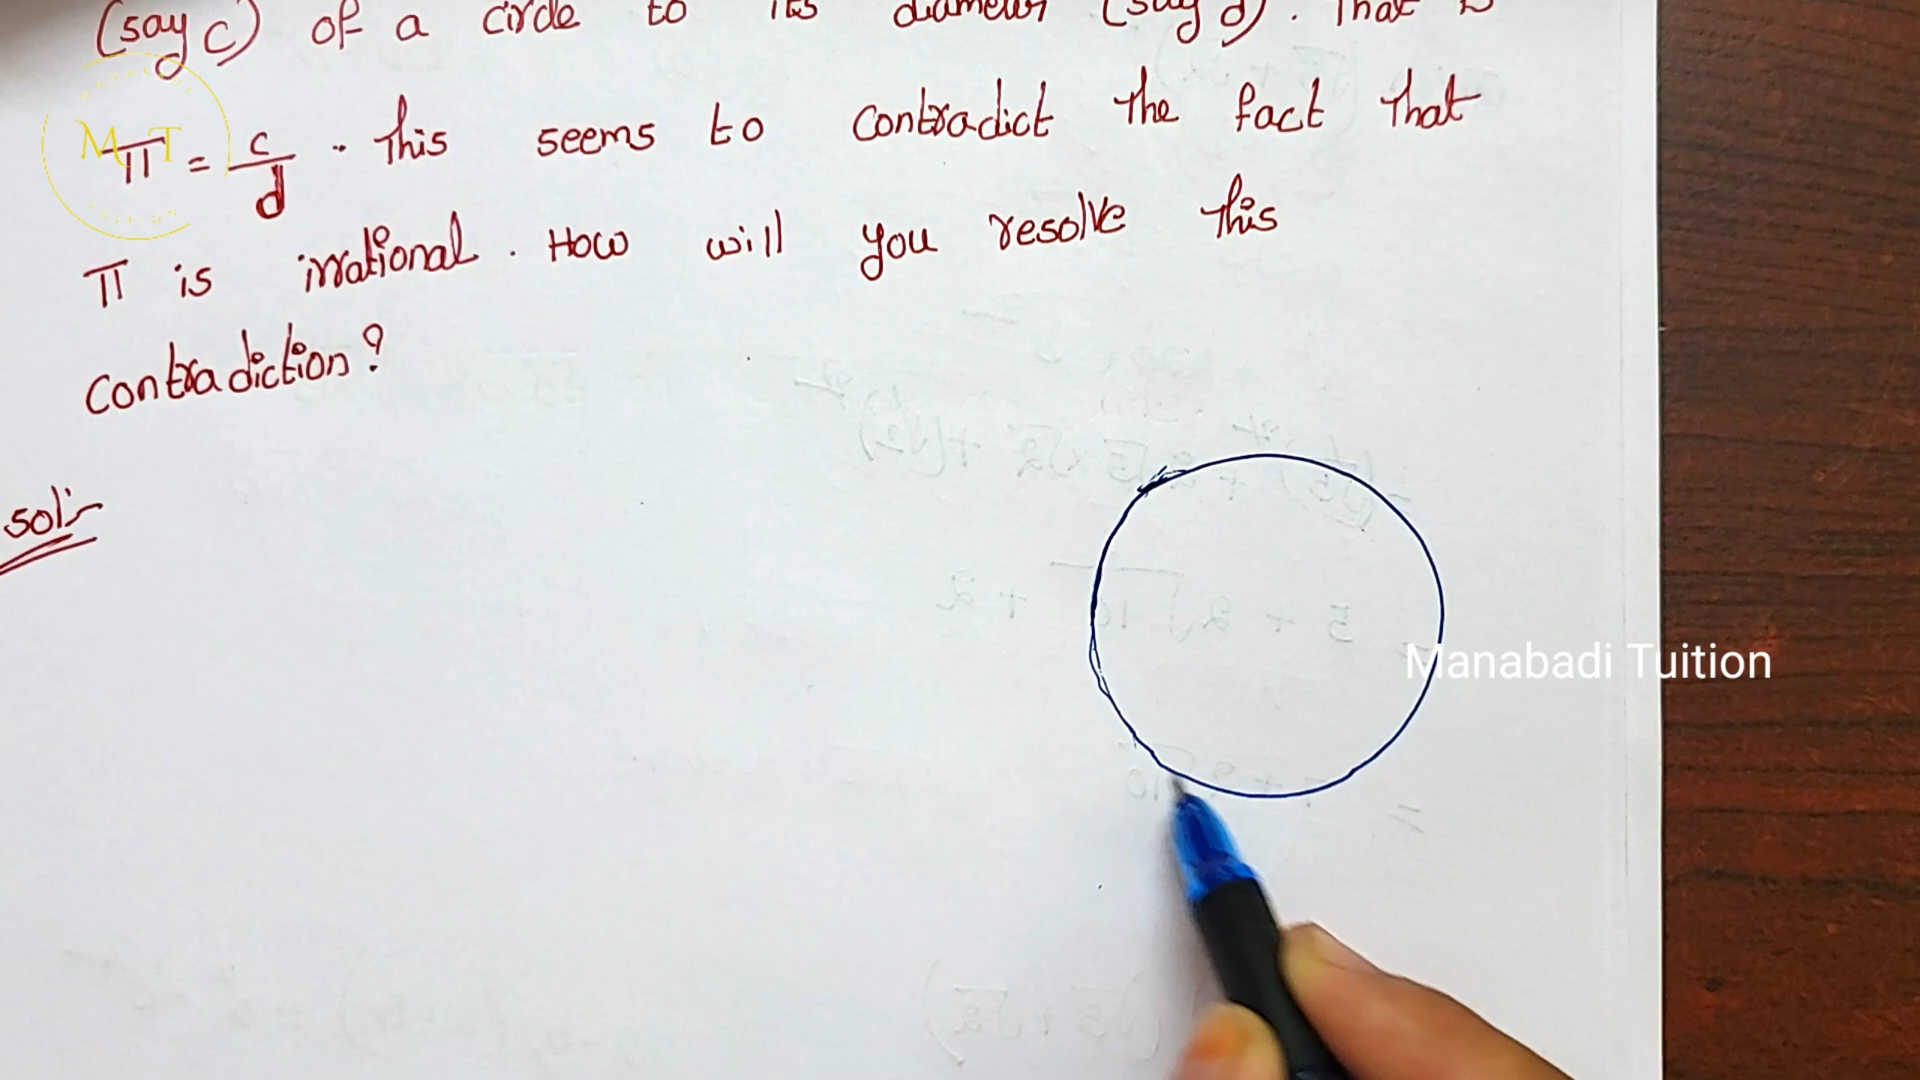 (say c) of a circle to its diameter (say d). That is
π = c/d. This seems to contradict the fact that
π is irrational. How will you resolve this
contradiction?
sol:-
MT
Manabadi Tuition